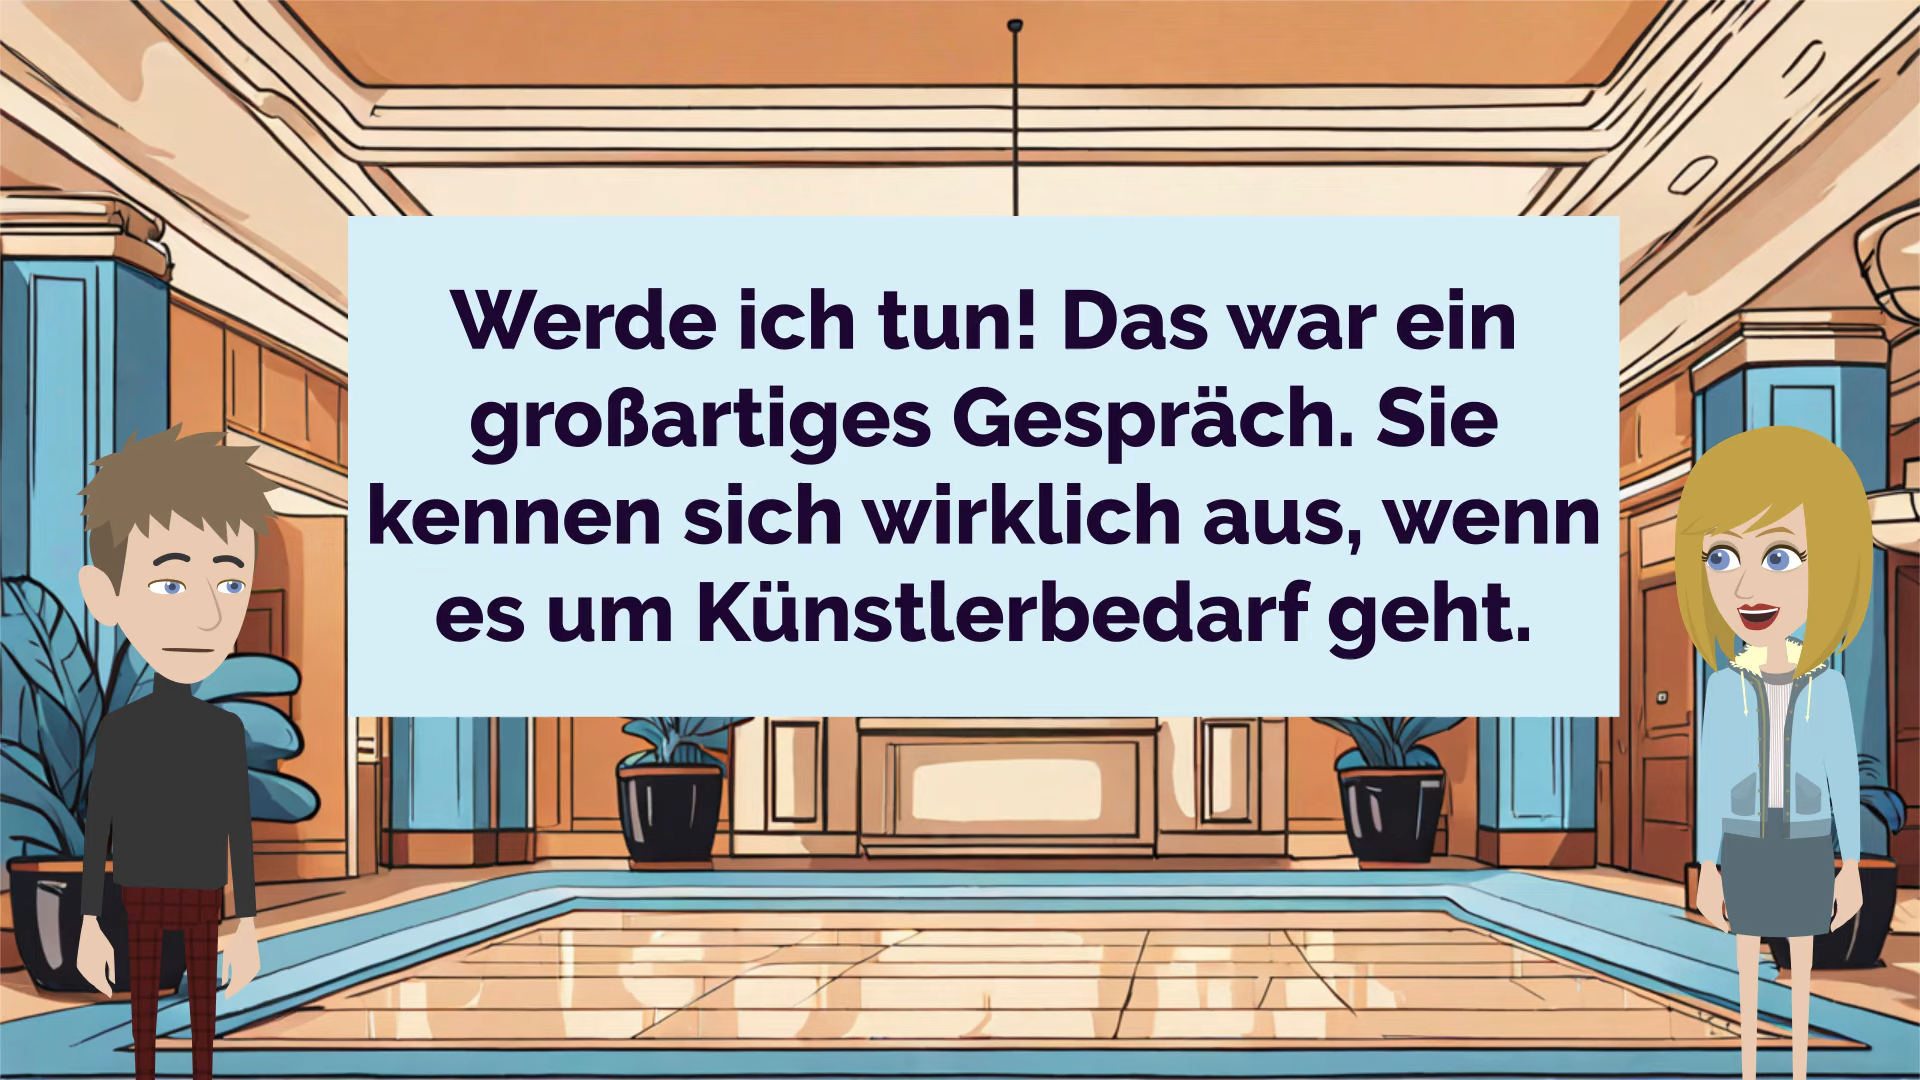 Werde ich tun! Das war ein
großartiges Gespräch. Sie
kennen sich wirklich aus, wenn
es um Künstlerbedarf geht.